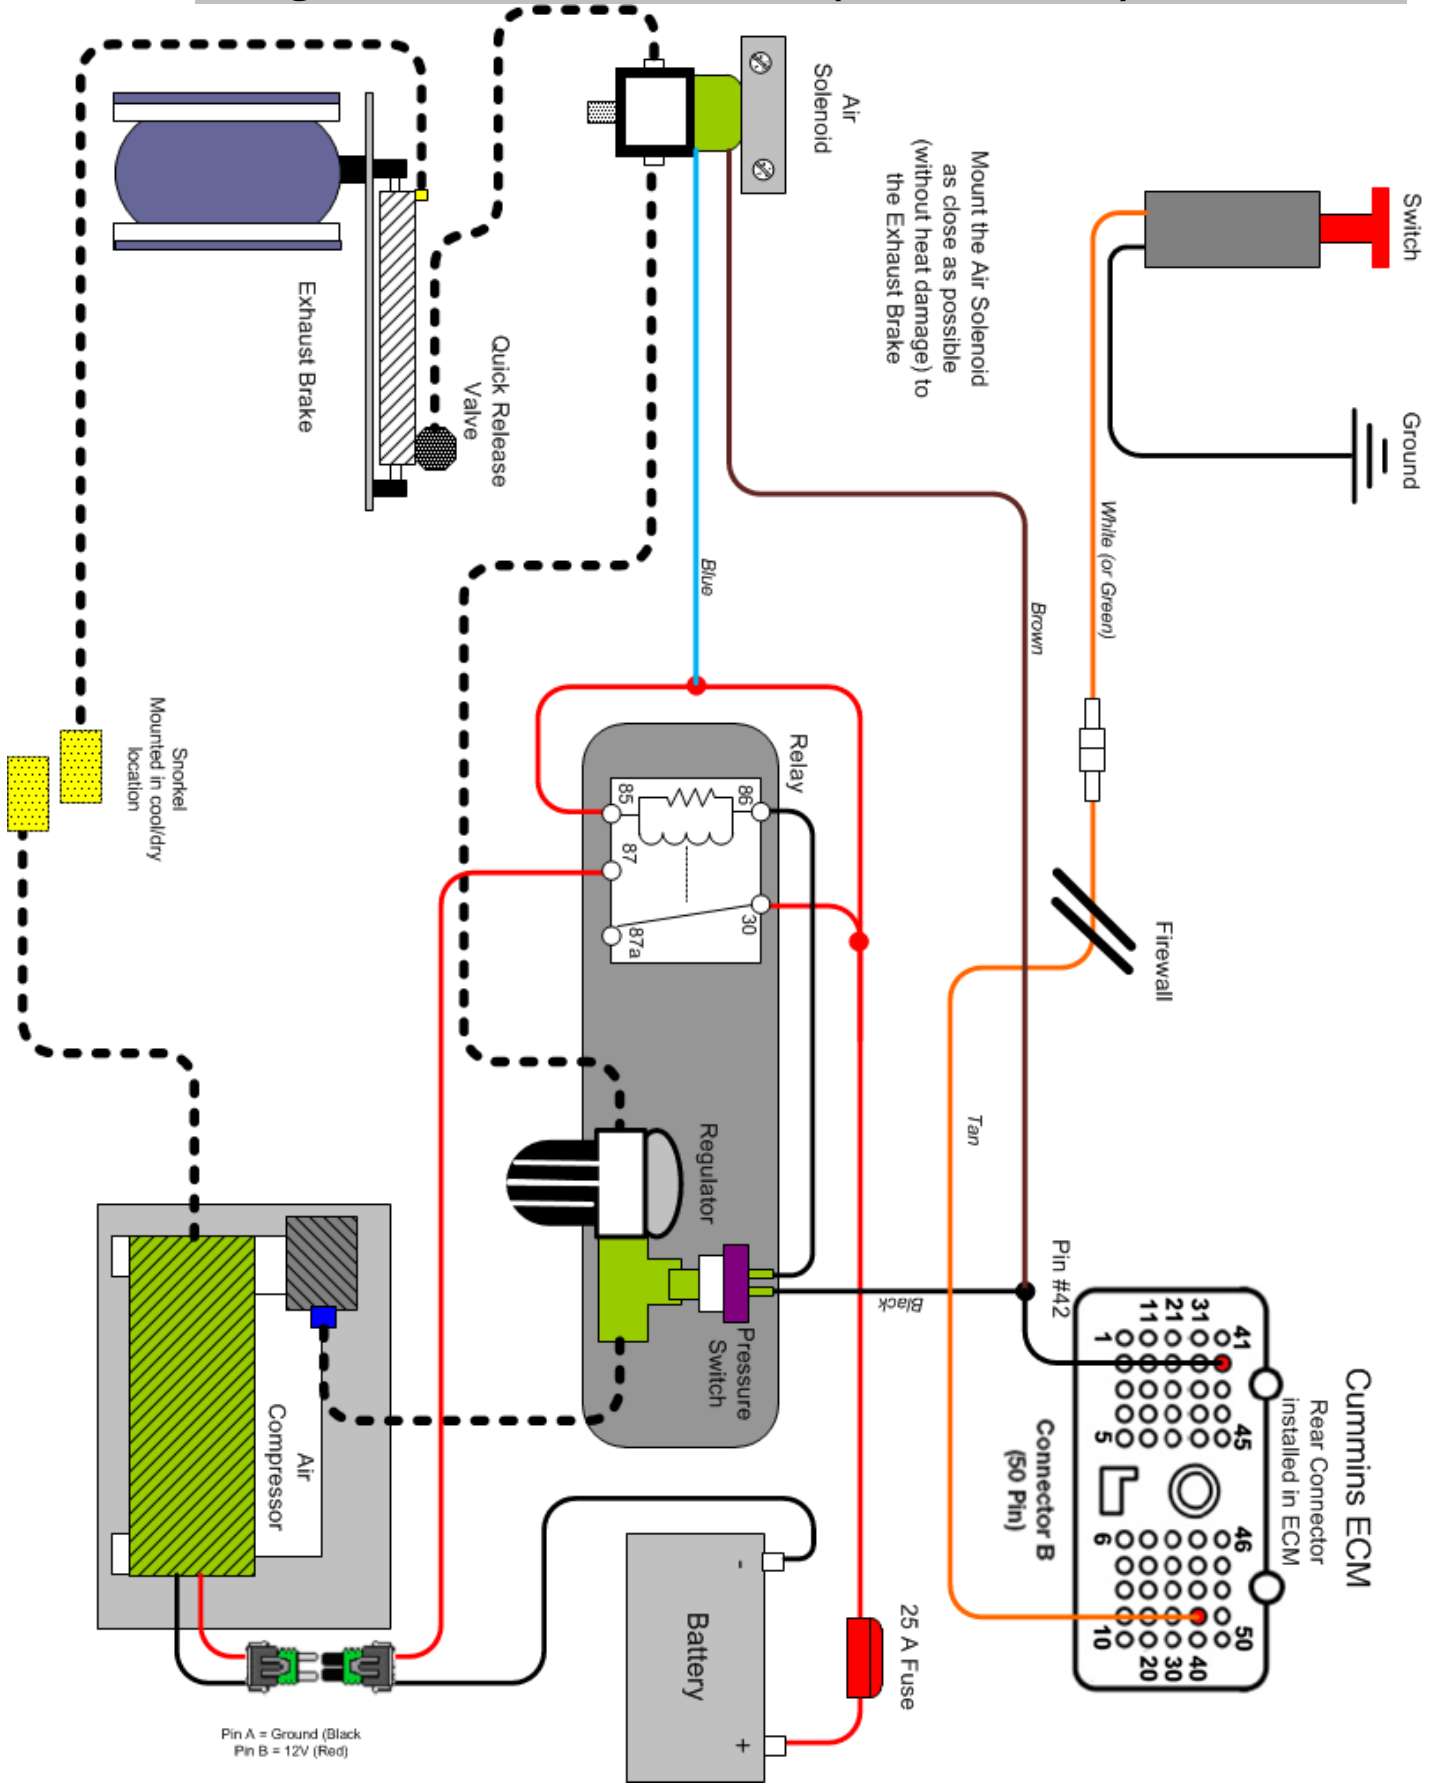 Switch
Ground
Air
Solenoid
Mount the Air Solenoid
as close as possible
(without heat damage) to
the Exhaust Brake
White (or Green)
Brown
Blue
Quick Release
Valve
Exhaust Brake
Firewall
Tan
Relay
86
85
87
30
87a
Snorkel
Mounted in cool/dry
location
Regulator
Pressure
Switch
Black
Pin #42
Cummins ECM
Rear Connector
installed in ECM
Connector B
(50 Pin)
41
31
21
11
1
45
5
46
6
50
40
30
20
10
Air
Compressor
25 A Fuse
Battery
-
+
Pin A = Ground (Black
Pin B = 12V (Red)